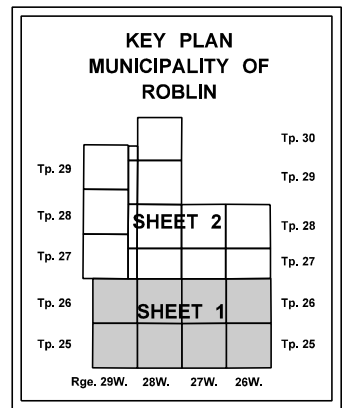 KEY PLAN
MUNICIPALITY OF
ROBLIN
Tp. 30
Tp. 29
Tp. 29
Tp. 28
SHEET 2
Tp. 28
Tp. 27
Tp. 27
Tp. 26
SHEET 1
Tp. 26
Tp. 25
Tp. 25
Rge. 29W. 28W. 27W. 26W.